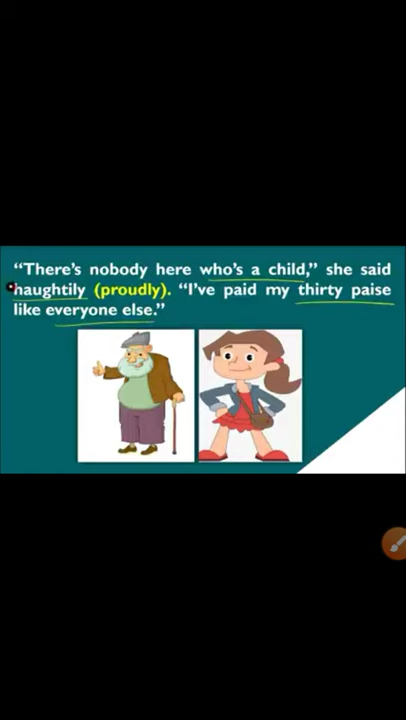 “There’s nobody here who’s a child,” she said
haughtily (proudly). “I’ve paid my thirty paise
like everyone else.”